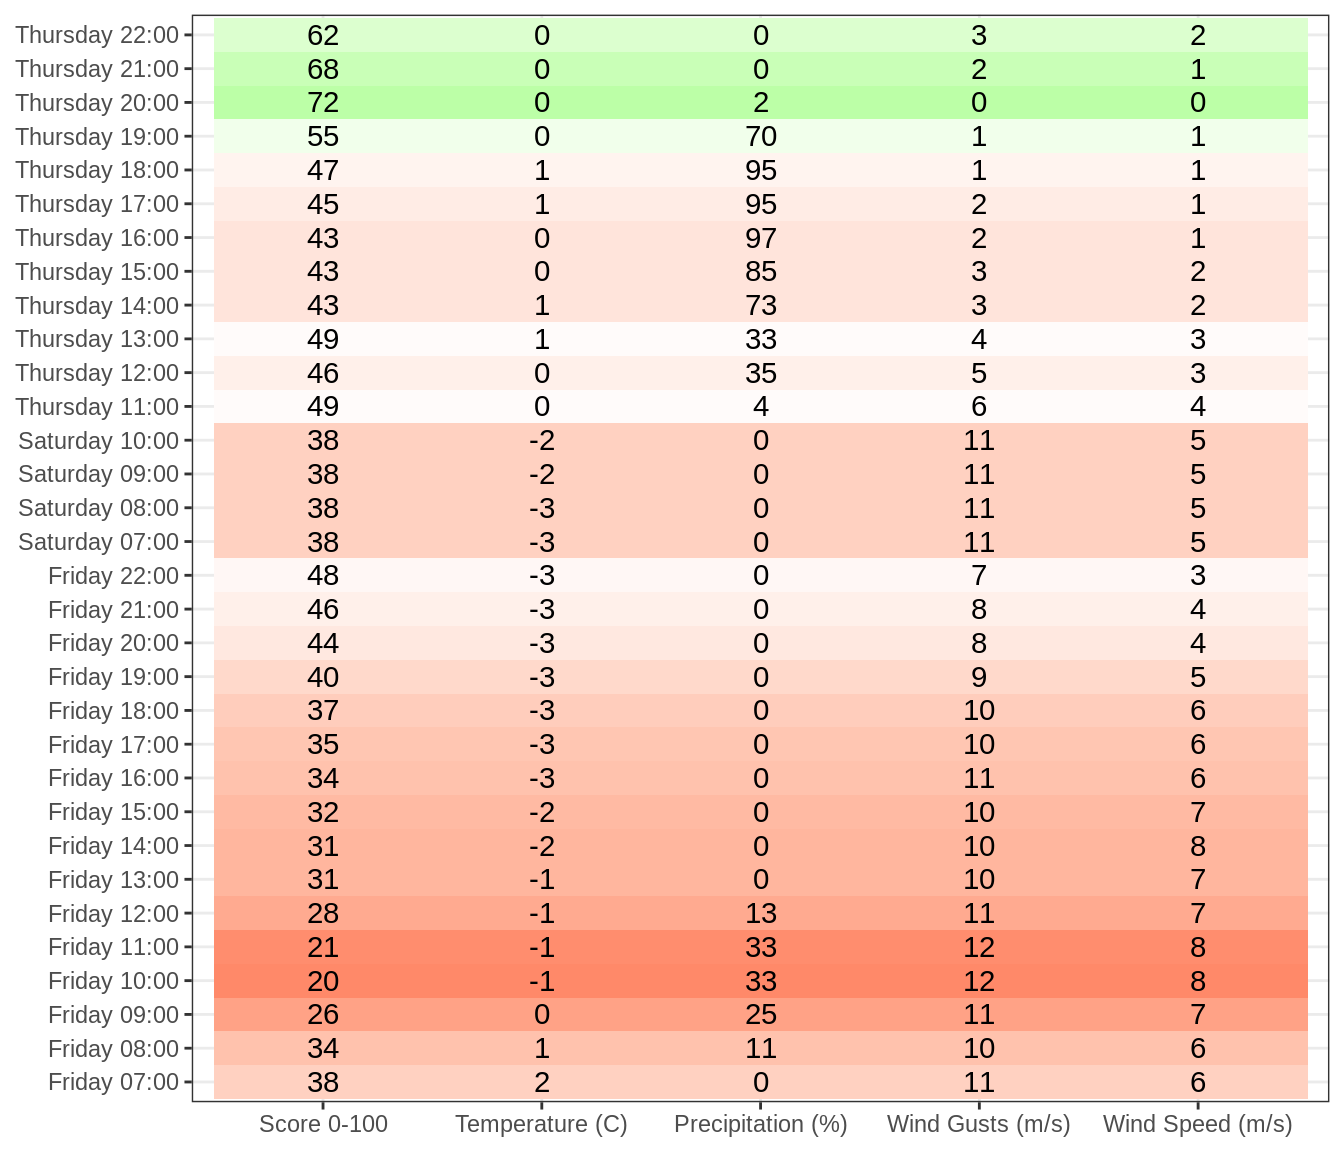 Thursday 22:00 62 0 0 3 2
Thursday 21:00 68 0 0 2 1
Thursday 20:00 72 0 2 0 0
Thursday 19:00 55 0 70 1 1
Thursday 18:00 47 1 95 1 1
Thursday 17:00 45 1 95 2 1
Thursday 16:00 43 0 97 2 1
Thursday 15:00 43 0 85 3 2
Thursday 14:00 43 1 73 3 2
Thursday 13:00 49 1 33 4 3
Thursday 12:00 46 0 35 5 3
Thursday 11:00 49 0 4 6 4
Saturday 10:00 38 -2 0 11 5
Saturday 09:00 38 -2 0 11 5
Saturday 08:00 38 -3 0 11 5
Saturday 07:00 38 -3 0 11 5
Friday 22:00 48 -3 0 7 3
Friday 21:00 46 -3 0 8 4
Friday 20:00 44 -3 0 8 4
Friday 19:00 40 -3 0 9 5
Friday 18:00 37 -3 0 10 6
Friday 17:00 35 -3 0 10 6
Friday 16:00 34 -3 0 11 6
Friday 15:00 32 -2 0 10 7
Friday 14:00 31 -2 0 10 8
Friday 13:00 31 -1 0 10 7
Friday 12:00 28 -1 13 11 7
Friday 11:00 21 -1 33 12 8
Friday 10:00 20 -1 33 12 8
Friday 09:00 26 0 25 11 7
Friday 08:00 34 1 11 10 6
Friday 07:00 38 2 0 11 6
Score 0-100 Temperature (C) Precipitation (%) Wind Gusts (m/s) Wind Speed (m/s)